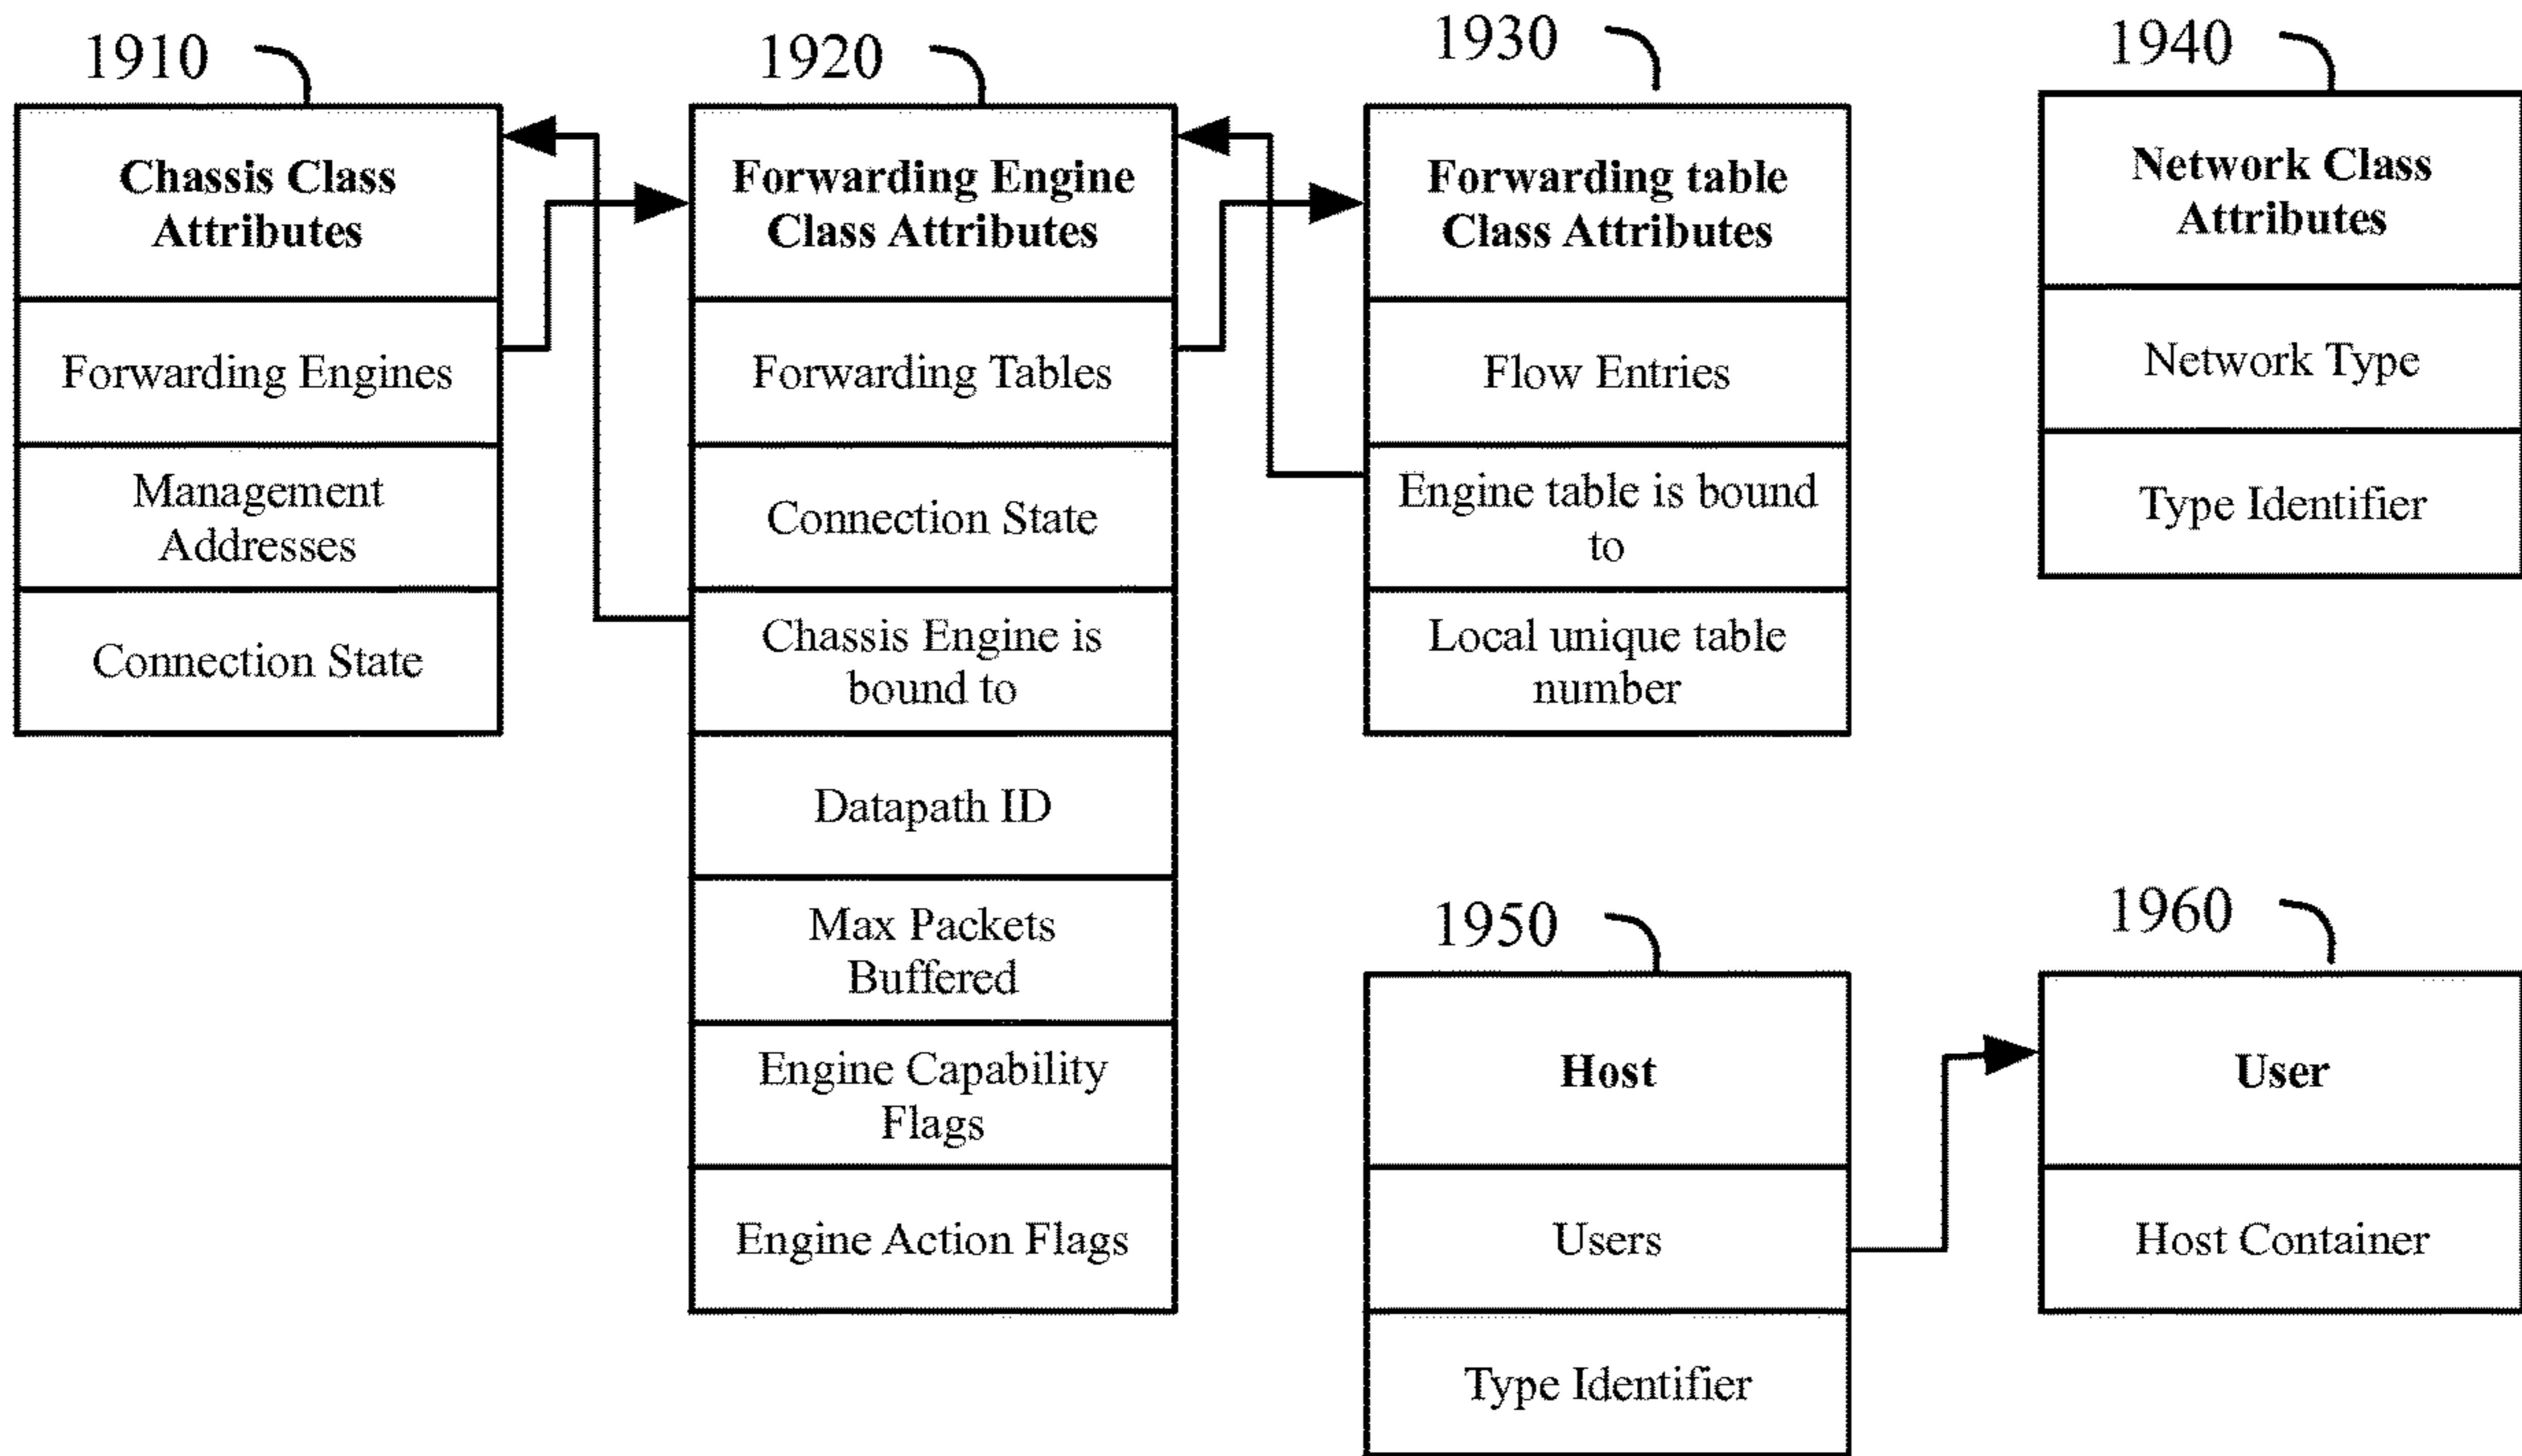 1910
Chassis Class
Attributes
Forwarding Engines
Management
Addresses
Connection State
1920
Forwarding Engine
Class Attributes
Forwarding Tables
Connection State
Chassis Engine is
bound to
Datapath ID
Max Packets
Buffered
Engine Capability
Flags
Engine Action Flags
1930
Forwarding table
Class Attributes
Flow Entries
Engine table is bound
to
Local unique table
number
1940
Network Class
Attributes
Network Type
Type Identifier
1950
Host
Users
Type Identifier
1960
User
Host Container